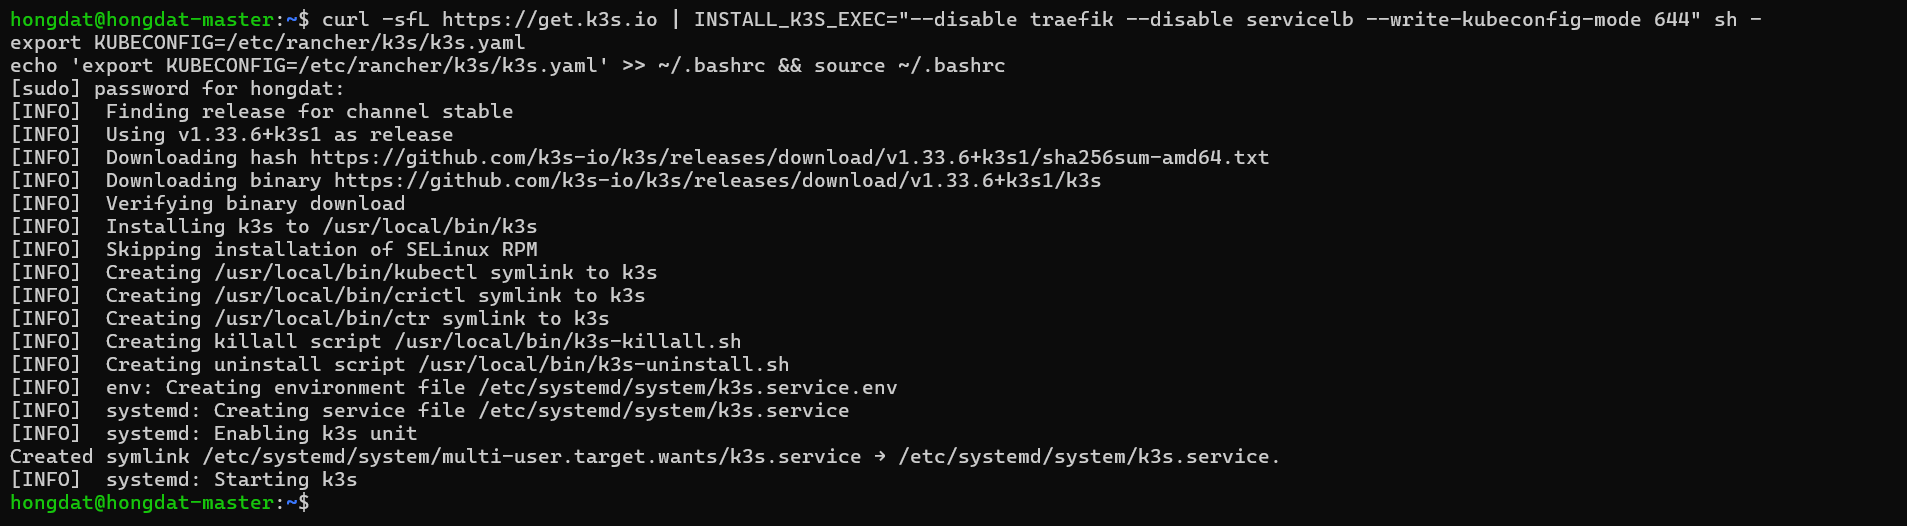 hongdat@hongdat-master:~$ curl -sfL https://get.k3s.io | INSTALL_K3S_EXEC="--disable traefik --disable servicelb --write-kubeconfig-mode 644" sh -
export KUBECONFIG=/etc/rancher/k3s/k3s.yaml
echo 'export KUBECONFIG=/etc/rancher/k3s/k3s.yaml' >> ~/.bashrc && source ~/.bashrc
[sudo] password for hongdat:
[INFO]  Finding release for channel stable
[INFO]  Using v1.33.6+k3s1 as release
[INFO]  Downloading hash https://github.com/k3s-io/k3s/releases/download/v1.33.6+k3s1/sha256sum-amd64.txt
[INFO]  Downloading binary https://github.com/k3s-io/k3s/releases/download/v1.33.6+k3s1/k3s
[INFO]  Verifying binary download
[INFO]  Installing k3s to /usr/local/bin/k3s
[INFO]  Skipping installation of SELinux RPM
[INFO]  Creating /usr/local/bin/kubectl symlink to k3s
[INFO]  Creating /usr/local/bin/crictl symlink to k3s
[INFO]  Creating /usr/local/bin/ctr symlink to k3s
[INFO]  Creating killall script /usr/local/bin/k3s-killall.sh
[INFO]  Creating uninstall script /usr/local/bin/k3s-uninstall.sh
[INFO]  env: Creating environment file /etc/systemd/system/k3s.service.env
[INFO]  systemd: Creating service file /etc/systemd/system/k3s.service
[INFO]  systemd: Enabling k3s unit
Created symlink /etc/systemd/system/multi-user.target.wants/k3s.service → /etc/systemd/system/k3s.service.
[INFO]  systemd: Starting k3s
hongdat@hongdat-master:~$